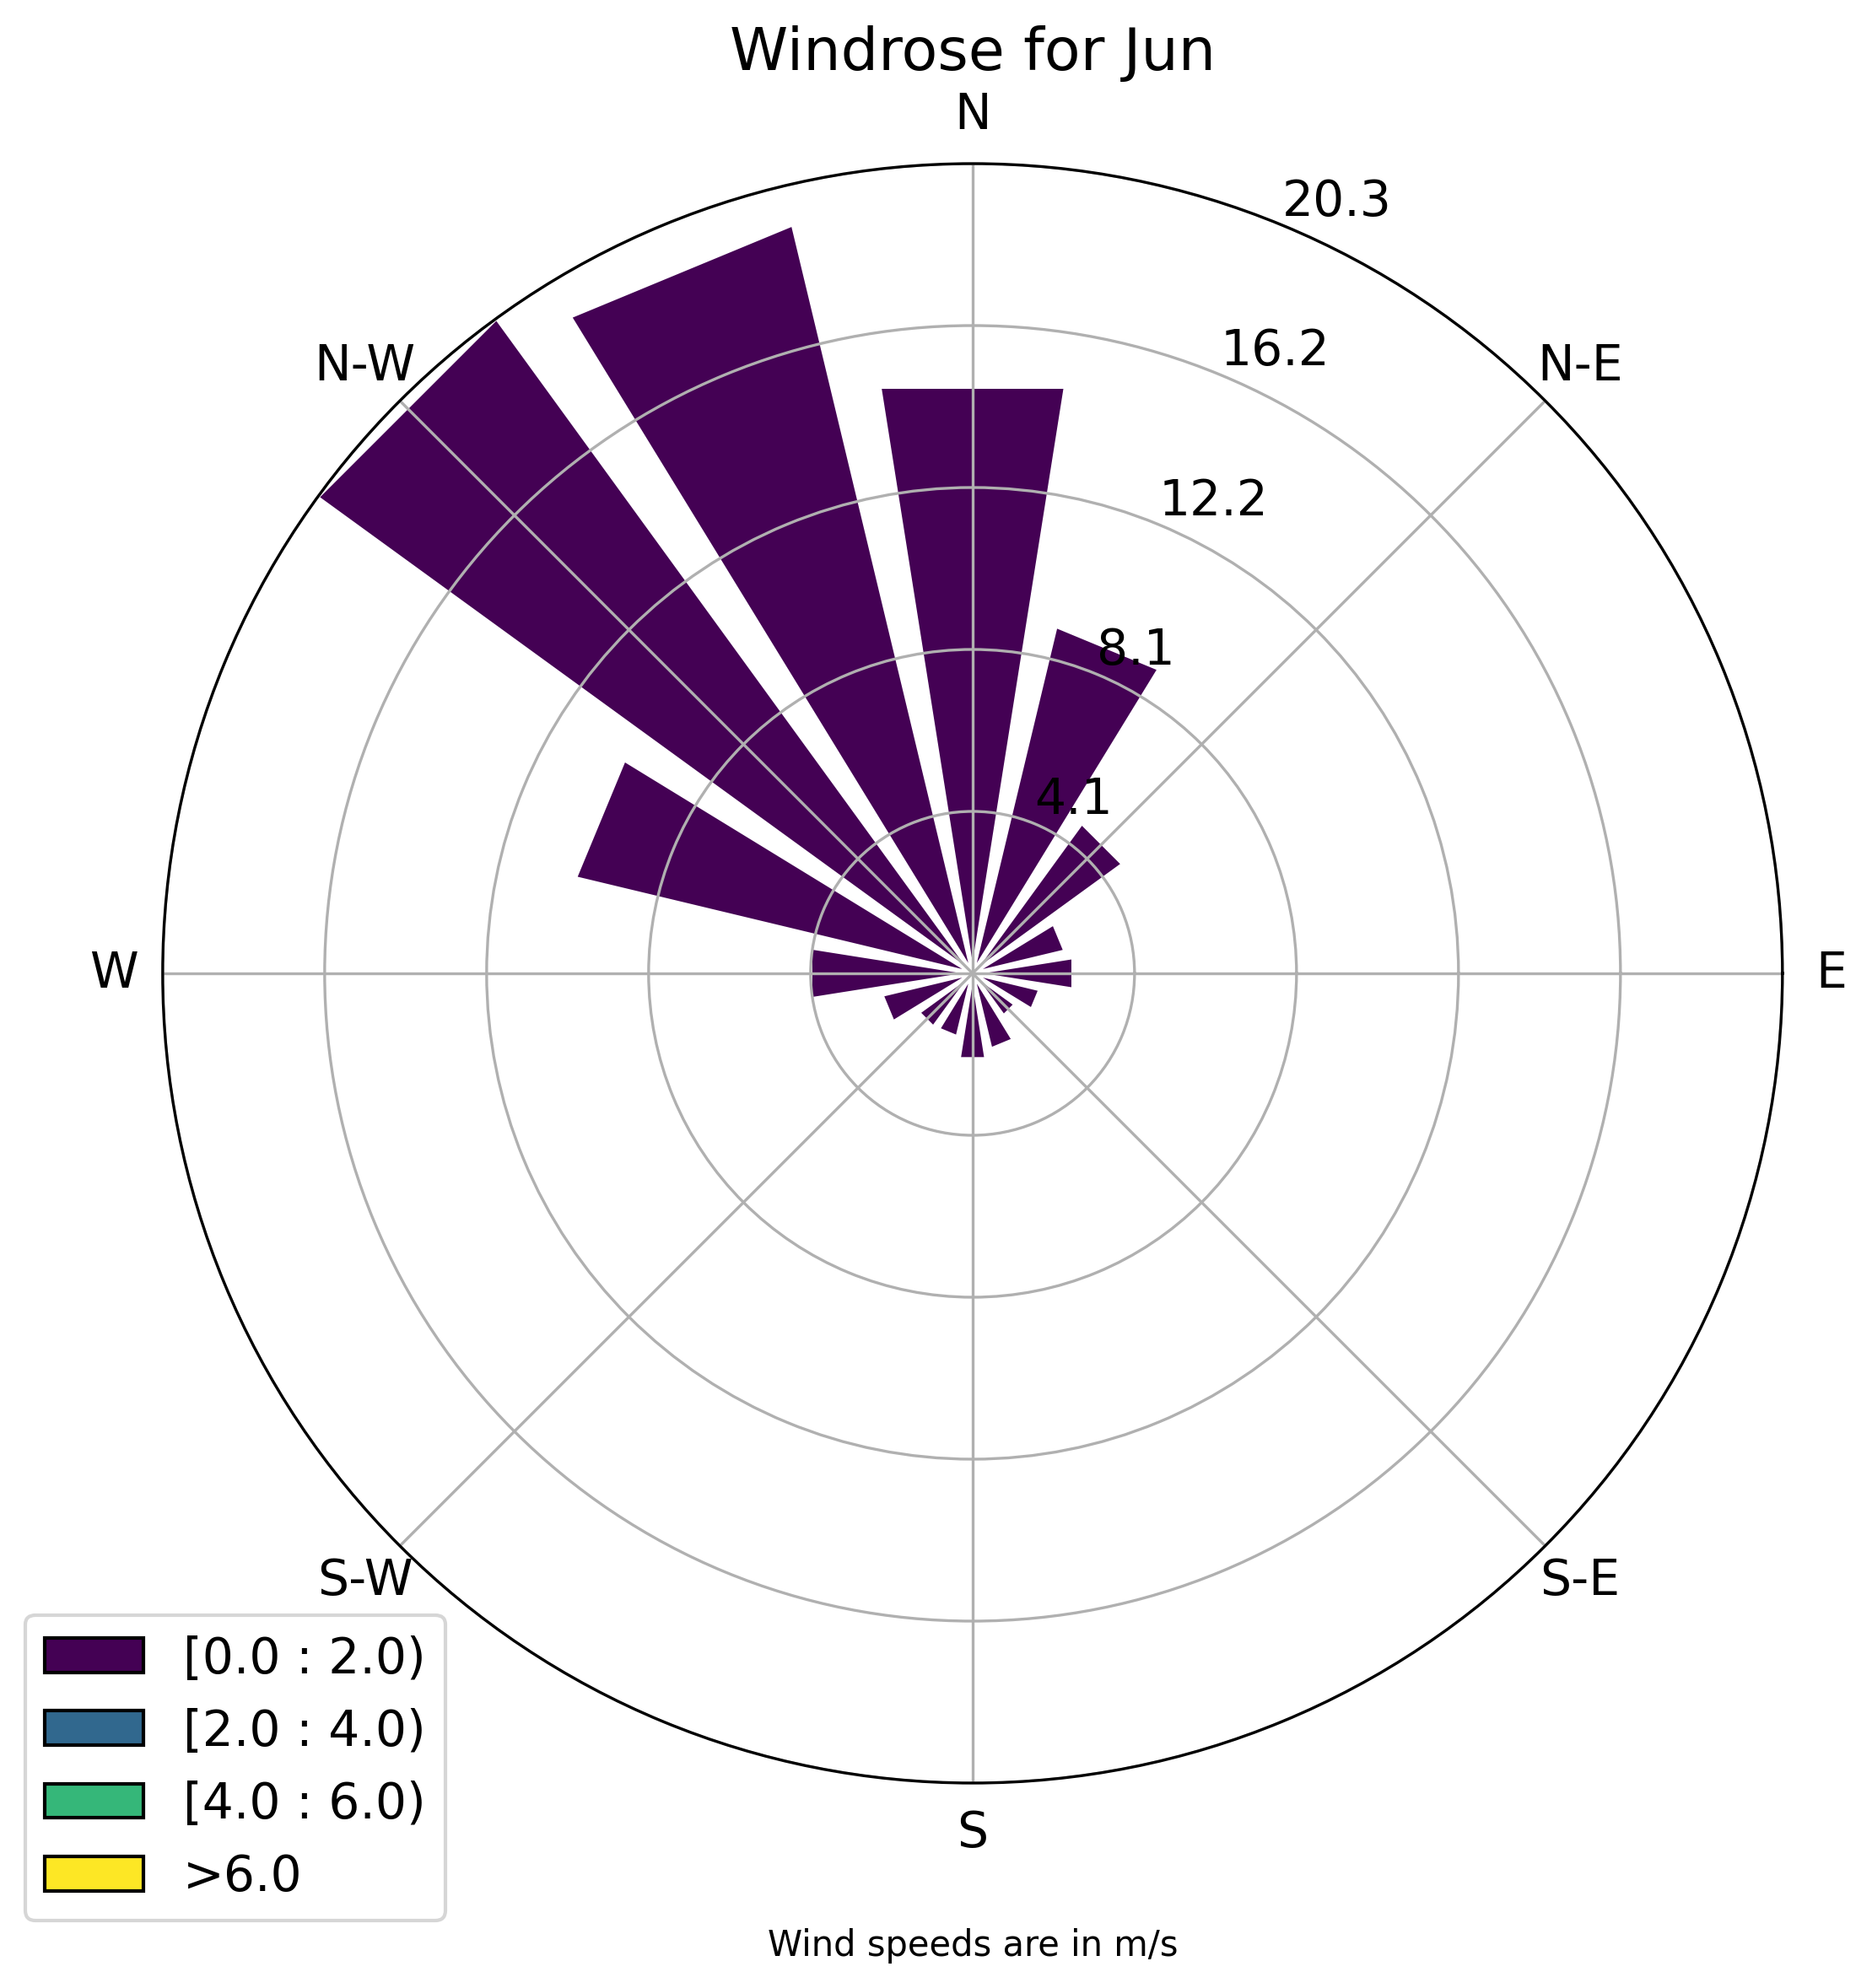 Windrose for Jun
N
20.3
16.2
N-W
N-E
12.2
8.1
4.1
W
E
S-W
S-E
[0.0 : 2.0)
[2.0 : 4.0)
[4.0 : 6.0)
>6.0
S
Wind speeds are in m/s